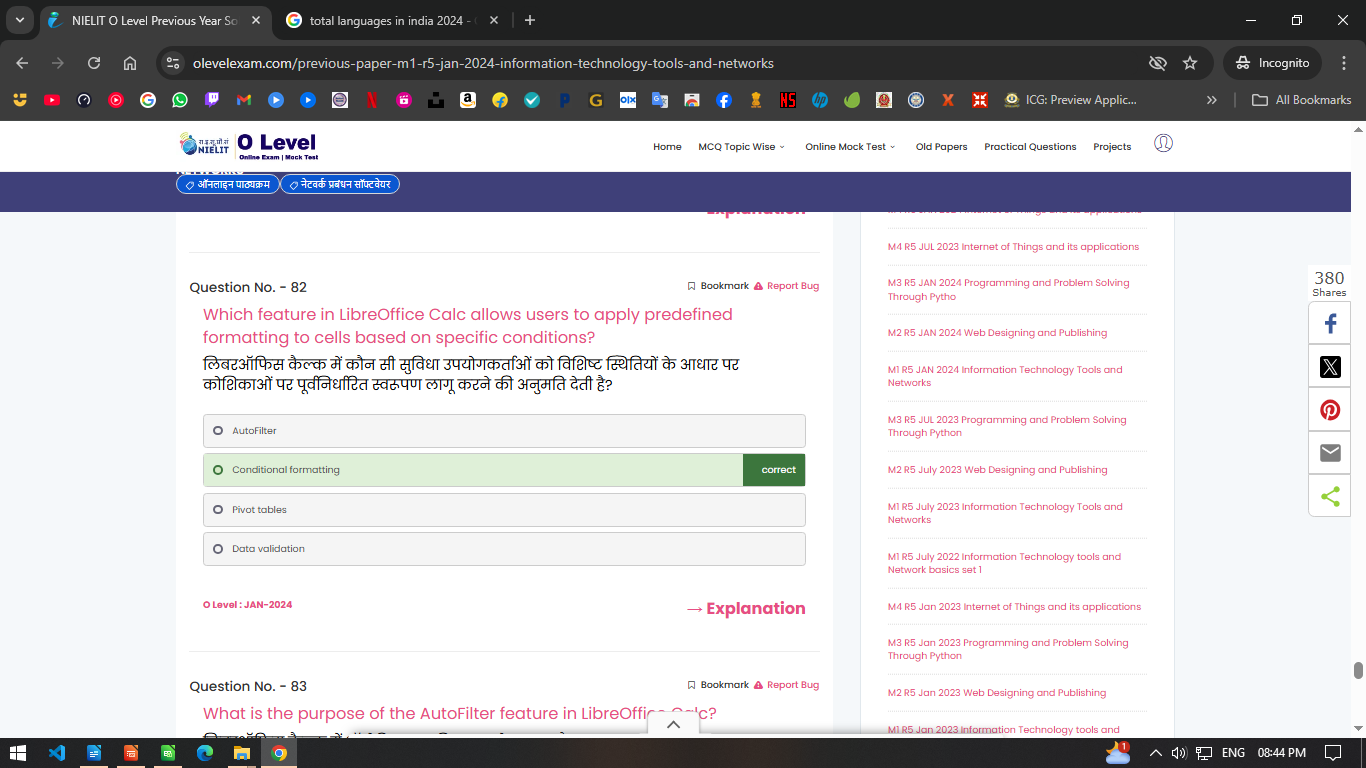 NIELIT O Level Previous Year So
total languages in india 2024 -
olevelexam.com/previous-paper-m1-r5-jan-2024-information-technology-tools-and-networks
Incognito
ICG: Preview Applic...
All Bookmarks
रा.इ.सू.प्रौ.सं
NIELIT
O Level
Online Exam | Mock Test
Home
MCQ Topic Wise
Online Mock Test
Old Papers
Practical Questions
Projects
ऑनलाइन पाठ्यक्रम
नेटवर्क प्रबंधन सॉफ्टवेयर
Explanation
Question No. - 82
Bookmark
Report Bug
Which feature in LibreOffice Calc allows users to apply predefined
formatting to cells based on specific conditions?
लिबरऑफिस कैल्क में कौन सी सुविधा उपयोगकर्ताओं को विशिष्ट स्थितियों के आधार पर
कोशिकाओं पर पूर्वनिर्धारित स्वरूपण लागू करने की अनुमति देती है?
AutoFilter
Conditional formatting
correct
Pivot tables
Data validation
O Level : JAN-2024
→ Explanation
Question No. - 83
Bookmark
Report Bug
What is the purpose of the AutoFilter feature in LibreOffice Calc?
M4 R5 JUL 2023 Internet of Things and its applications
M3 R5 JAN 2024 Programming and Problem Solving
Through Pytho
M2 R5 JAN 2024 Web Designing and Publishing
M1 R5 JAN 2024 Information Technology Tools and
Networks
M3 R5 JUL 2023 Programming and Problem Solving
Through Python
M2 R5 July 2023 Web Designing and Publishing
M1 R5 July 2023 Information Technology Tools and
Networks
M1 R5 July 2022 Information Technology tools and
Network basics set 1
M4 R5 Jan 2023 Internet of Things and its applications
M3 R5 Jan 2023 Programming and Problem Solving
Through Python
M2 R5 Jan 2023 Web Designing and Publishing
M1 R5 Jan 2023 Information Technology tools and
380
Shares
1
ENG
08:44 PM